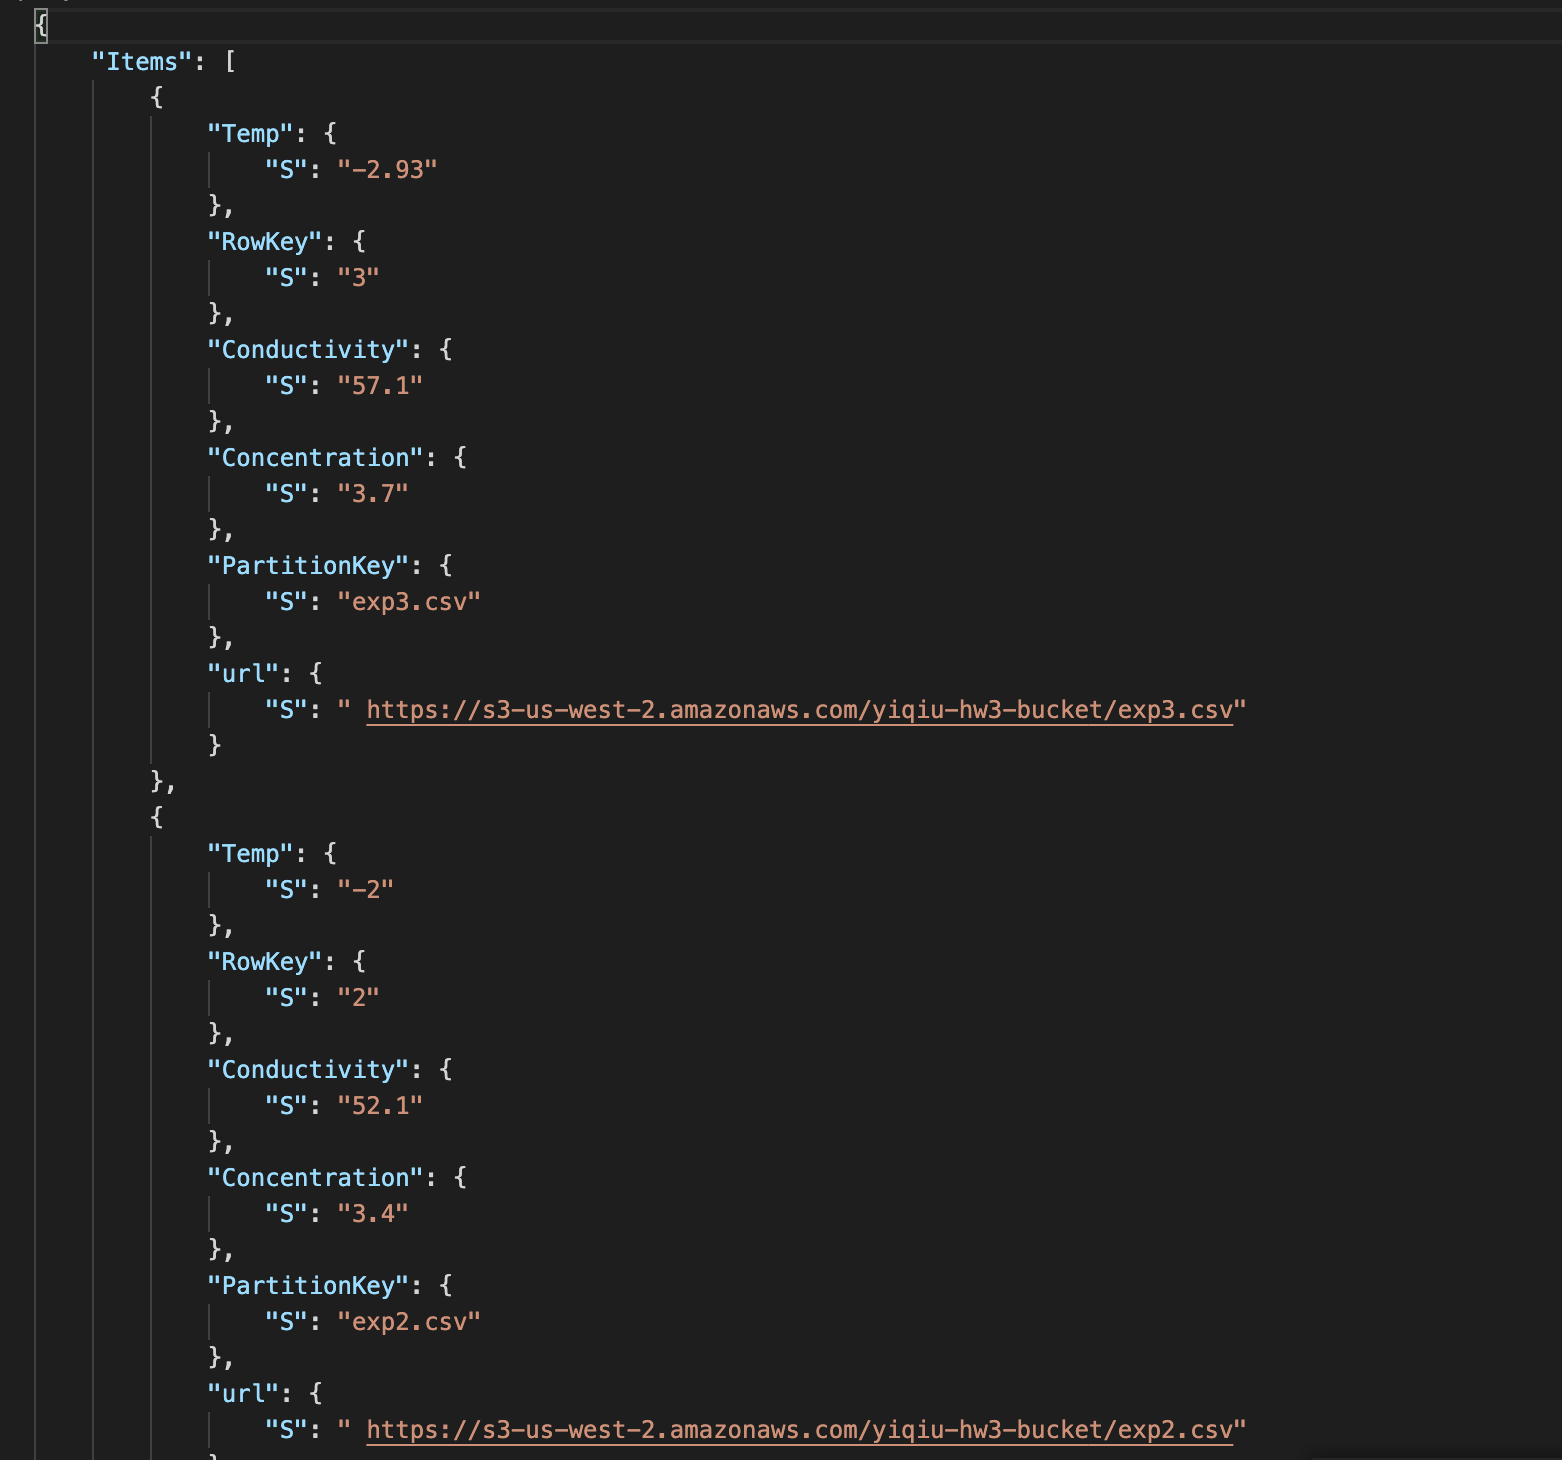 {
"Items": [
{
"Temp": {
"S": "-2.93"
},
"RowKey": {
"S": "3"
},
"Conductivity": {
"S": "57.1"
},
"Concentration": {
"S": "3.7"
},
"PartitionKey": {
"S": "exp3.csv"
},
"url": {
"S": " https://s3-us-west-2.amazonaws.com/yiqiu-hw3-bucket/exp3.csv"
}
},
{
"Temp": {
"S": "-2"
},
"RowKey": {
"S": "2"
},
"Conductivity": {
"S": "52.1"
},
"Concentration": {
"S": "3.4"
},
"PartitionKey": {
"S": "exp2.csv"
},
"url": {
"S": " https://s3-us-west-2.amazonaws.com/yiqiu-hw3-bucket/exp2.csv"